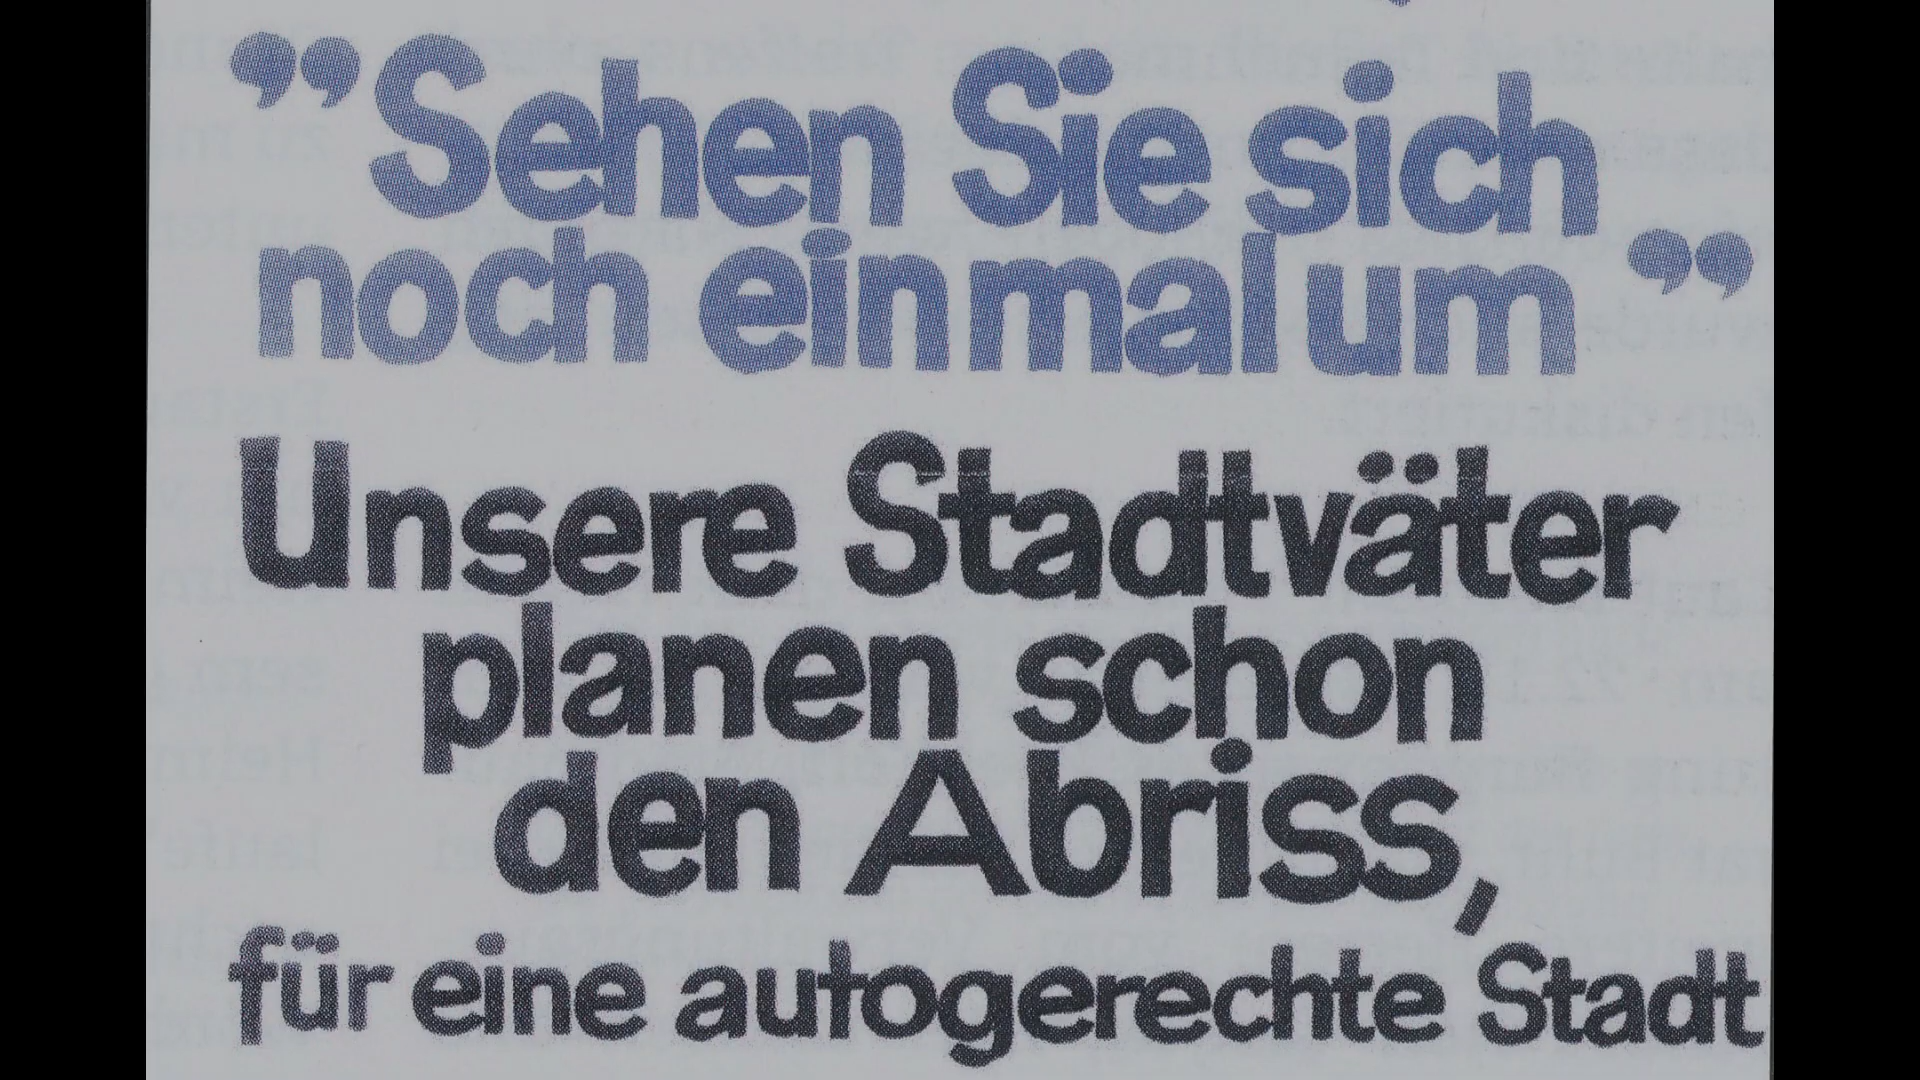 ”Sehen Sie sich
noch einmal um”
Unsere Stadtväter
planen schon
den Abriss,
für eine autogerechte Stadt